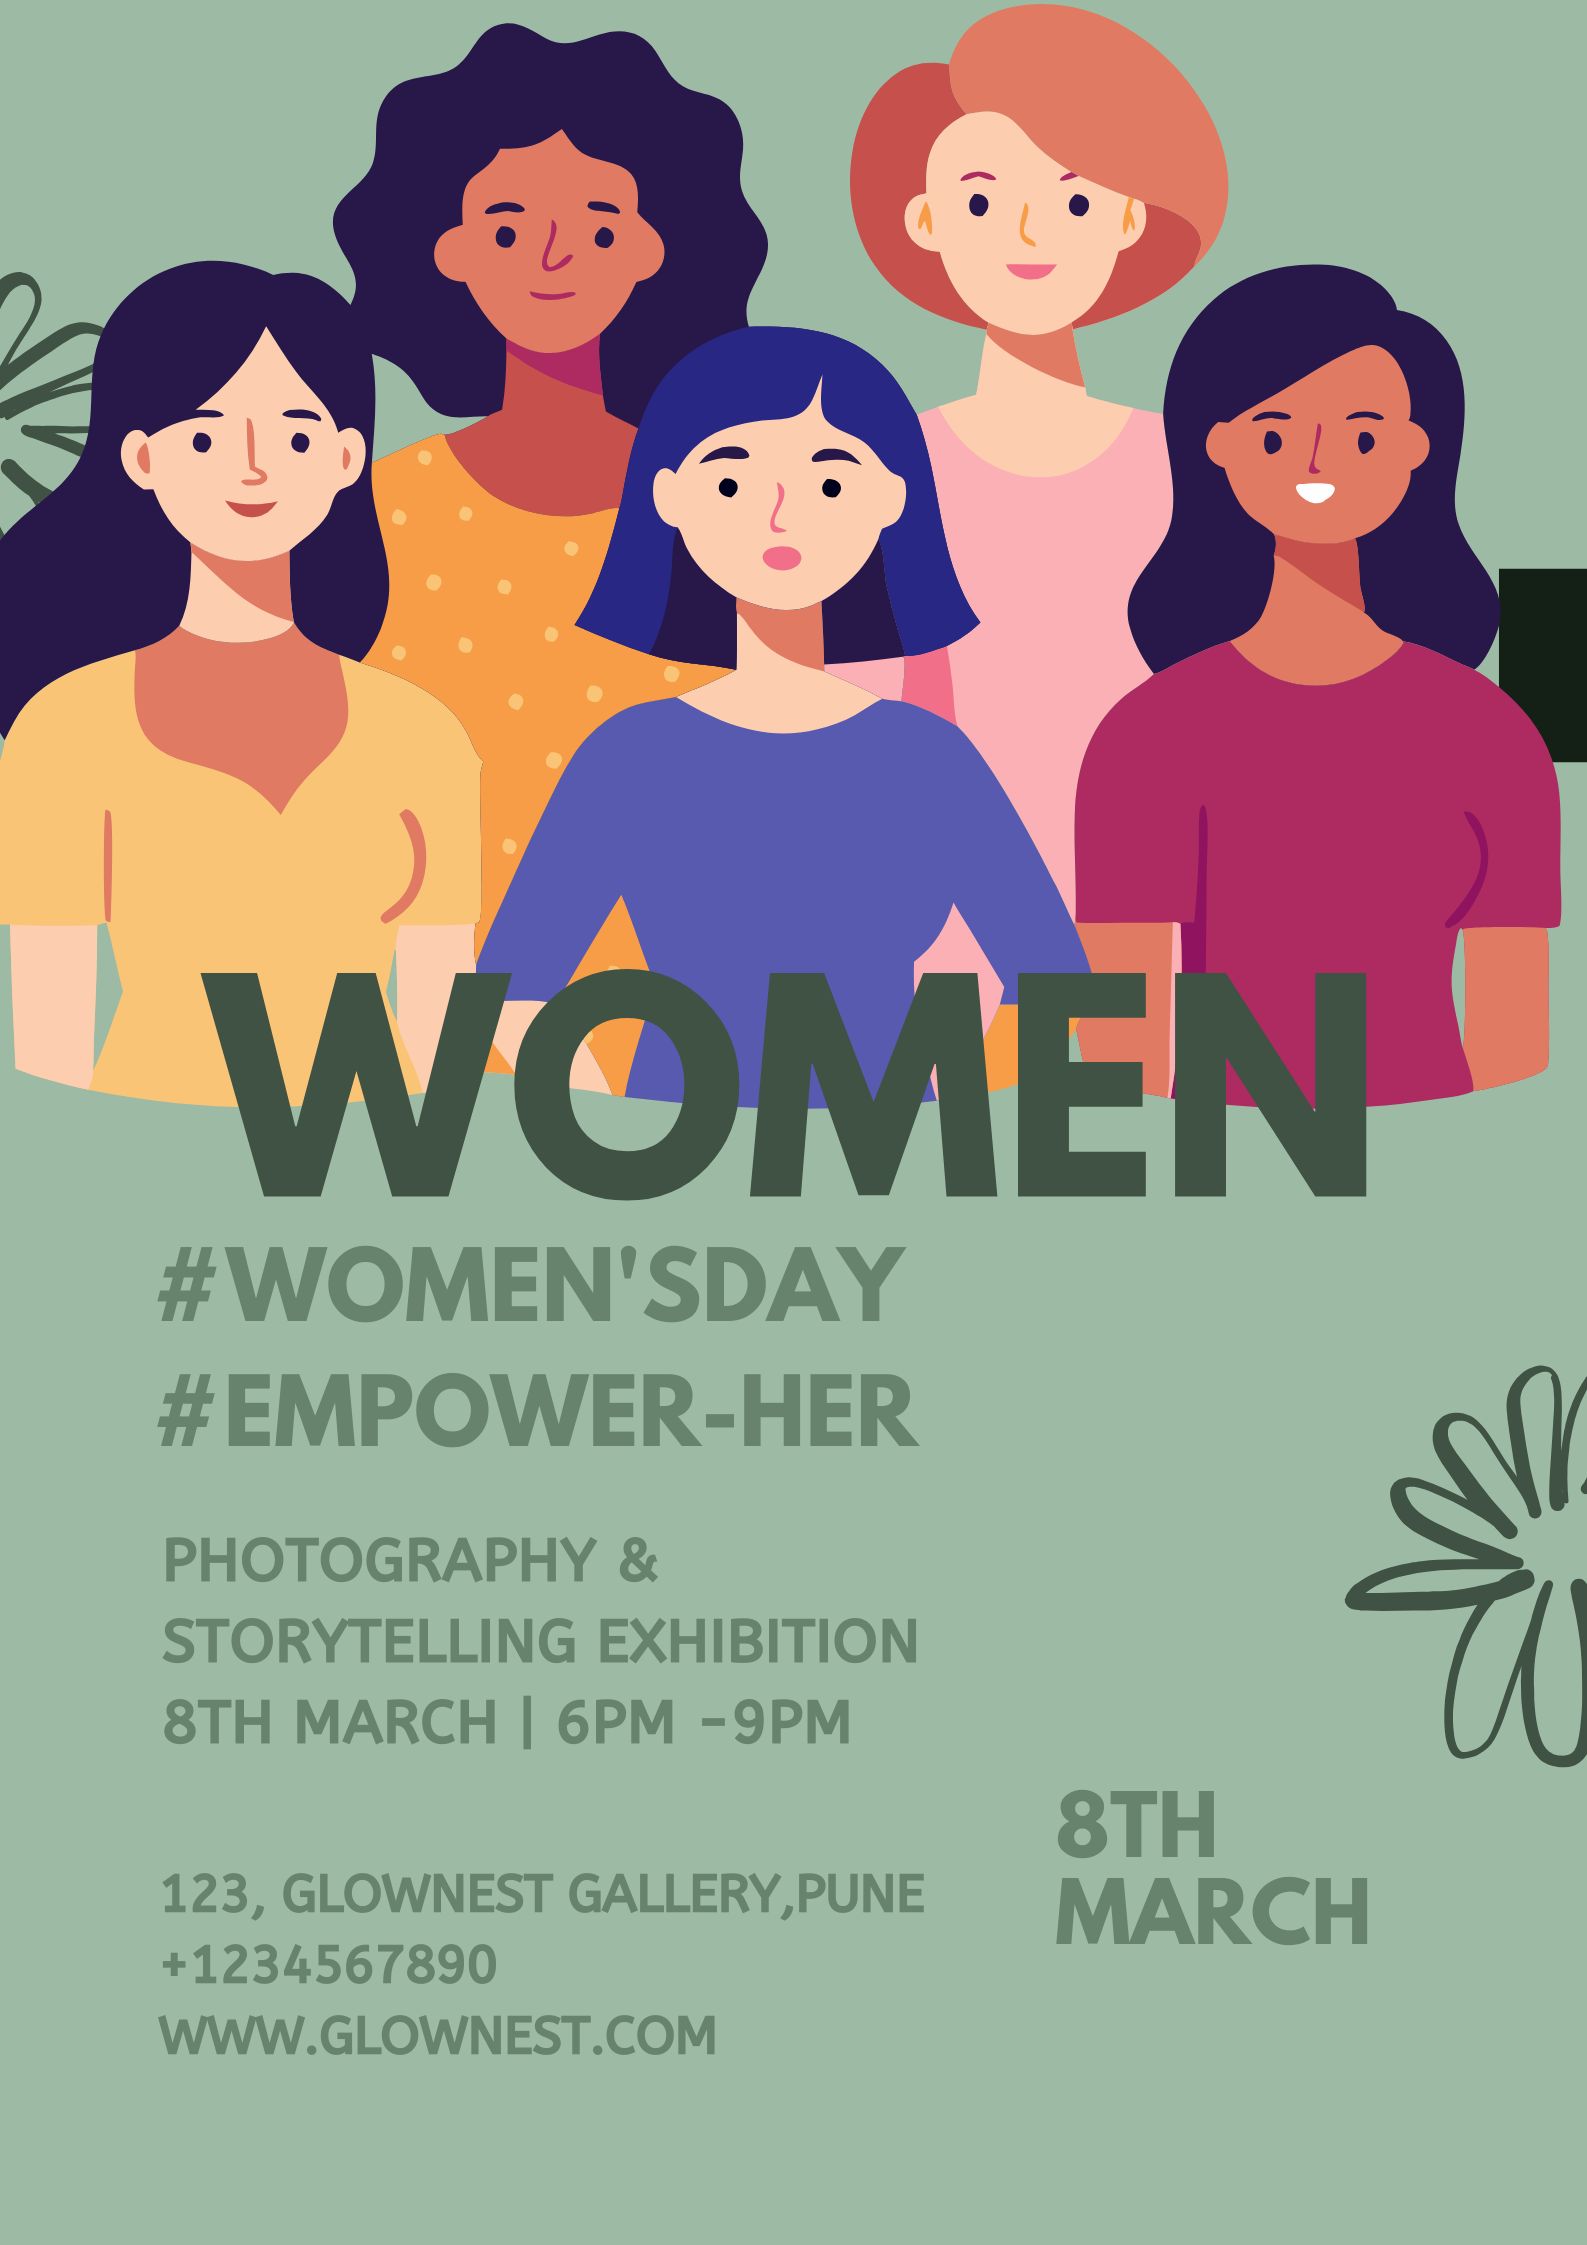 WOMEN
#WOMEN'SDAY
#EMPOWER-HER
PHOTOGRAPHY &
STORYTELLING EXHIBITION
8TH MARCH | 6PM -9PM
123, GLOWNEST GALLERY,PUNE
+1234567890
WWW.GLOWNEST.COM
8TH
MARCH